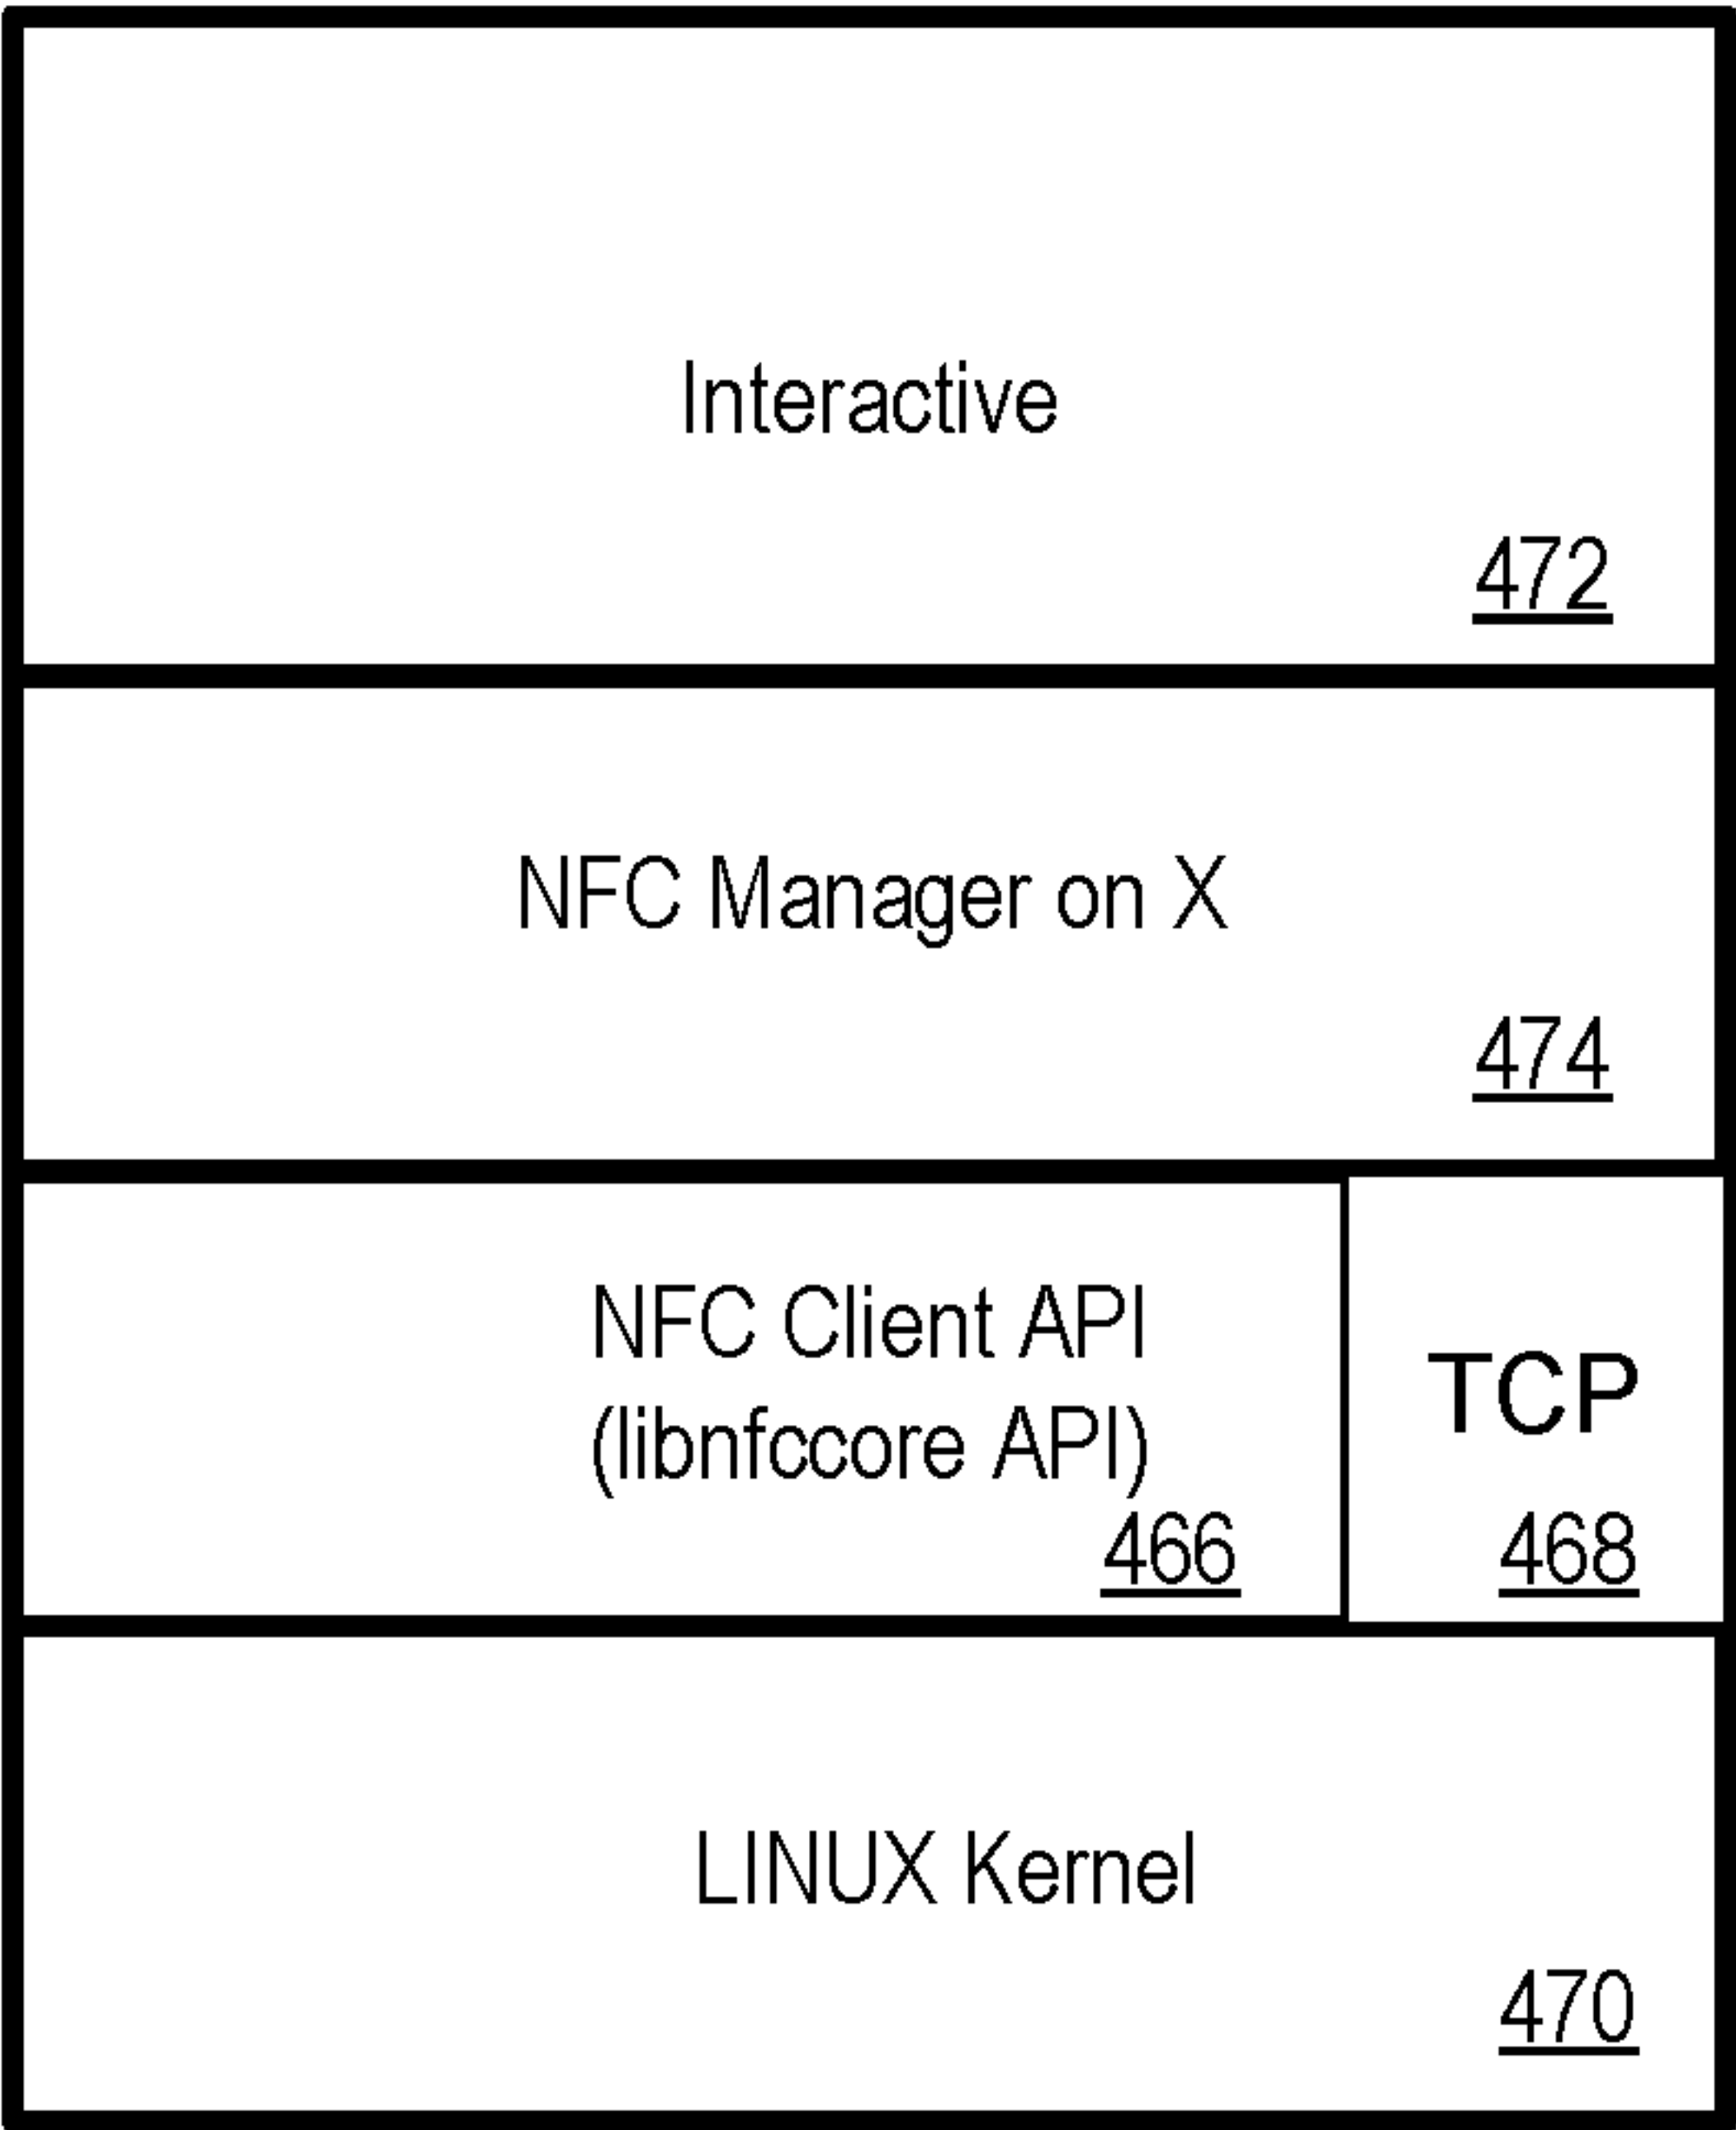 Interactive
472
NFC Manager on X
474
NFC Client API
(libnfccore API)
466
TCP
468
LINUX Kernel
470